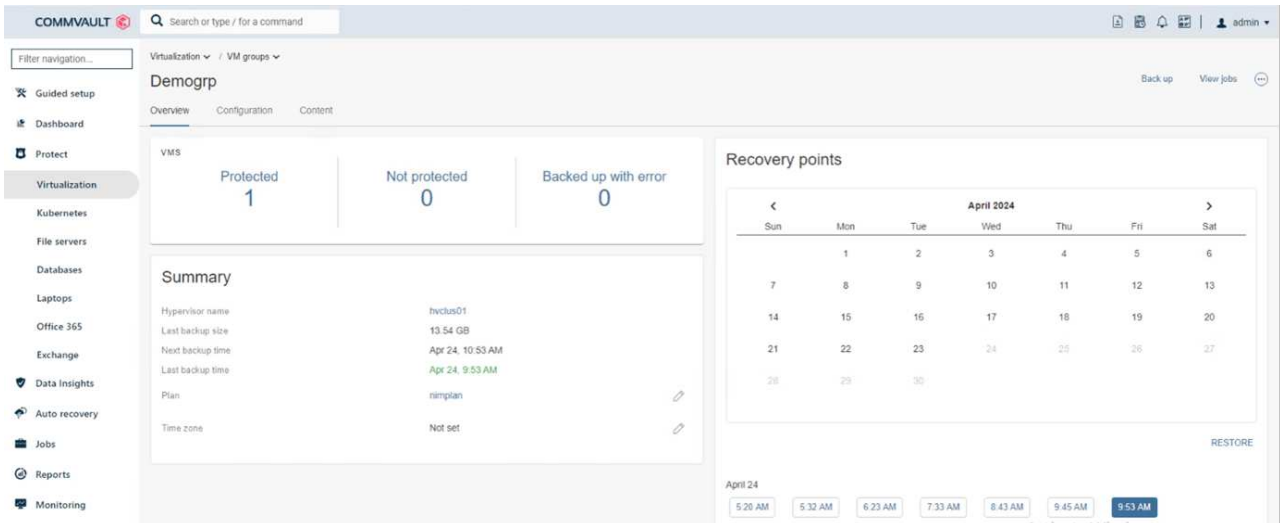 COMMVAULT
Search or type / for a command
admin
Filter navigation...
Guided setup
Dashboard
Protect
Virtualization
Kubernetes
File servers
Databases
Laptops
Office 365
Exchange
Data Insights
Auto recovery
Jobs
Reports
Monitoring
Virtualization / VM groups
Demogrp
Back up View jobs
Overview Configuration Content
VMS
Protected Not protected Backed up with error
1 0 0
Summary
Hypervisor name hvclus01
Last backup size 13.54 GB
Next backup time Apr 24, 10:53 AM
Last backup time Apr 24, 9:53 AM
Plan nimplan
Time zone Not set
Recovery points
< April 2024 >
Sun Mon Tue Wed Thu Fri Sat
1 2 3 4 5 6
7 8 9 10 11 12 13
14 15 16 17 18 19 20
21 22 23 24 25 26 27
28 29 30
RESTORE
April 24
5:20 AM 5:32 AM 6:23 AM 7:33 AM 8:43 AM 9:45 AM 9:53 AM